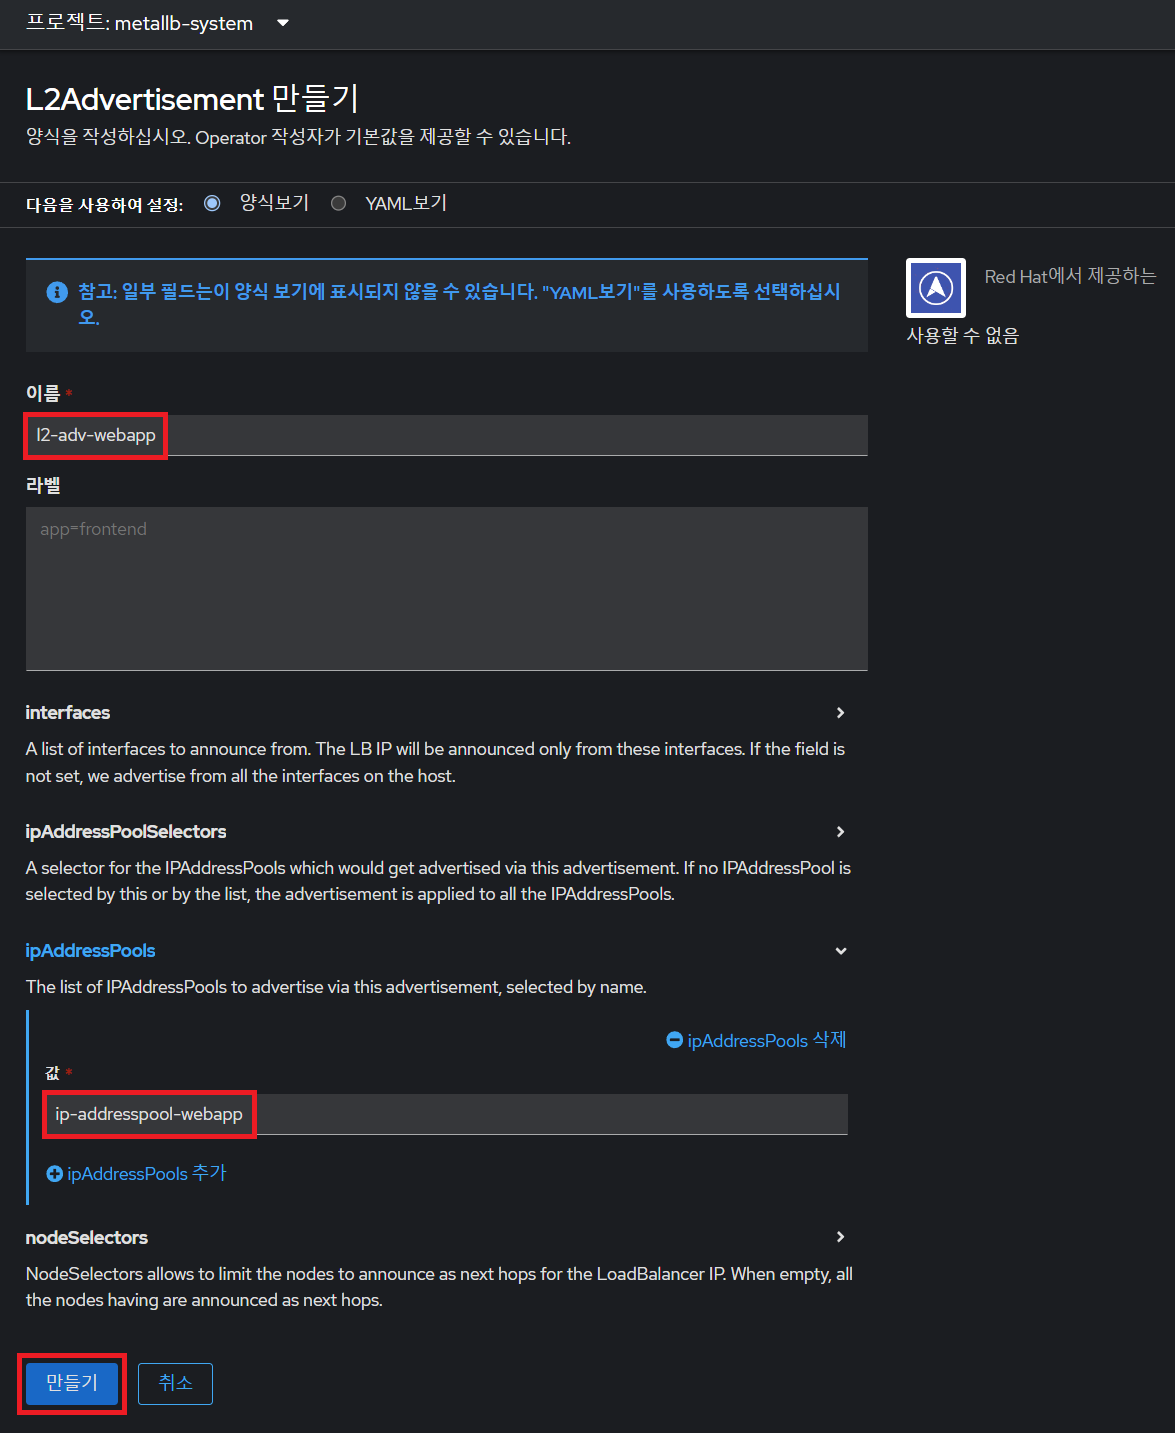 프로젝트: metallb-system
L2Advertisement 만들기
양식을 작성하십시오. Operator 작성자가 기본값을 제공할 수 있습니다.
다음을 사용하여 설정: 양식보기 YAML보기
참고: 일부 필드는이 양식 보기에 표시되지 않을 수 있습니다. "YAML보기"를 사용하도록 선택하십시
오.
Red Hat에서 제공하는
사용할 수 없음
이름 *
l2-adv-webapp
라벨
app=frontend
interfaces
A list of interfaces to announce from. The LB IP will be announced only from these interfaces. If the field is
not set, we advertise from all the interfaces on the host.
ipAddressPoolSelectors
A selector for the IPAddressPools which would get advertised via this advertisement. If no IPAddressPool is
selected by this or by the list, the advertisement is applied to all the IPAddressPools.
ipAddressPools
The list of IPAddressPools to advertise via this advertisement, selected by name.
ipAddressPools 삭제
값 *
ip-addresspool-webapp
ipAddressPools 추가
nodeSelectors
NodeSelectors allows to limit the nodes to announce as next hops for the LoadBalancer IP. When empty, all
the nodes having are announced as next hops.
만들기 취소